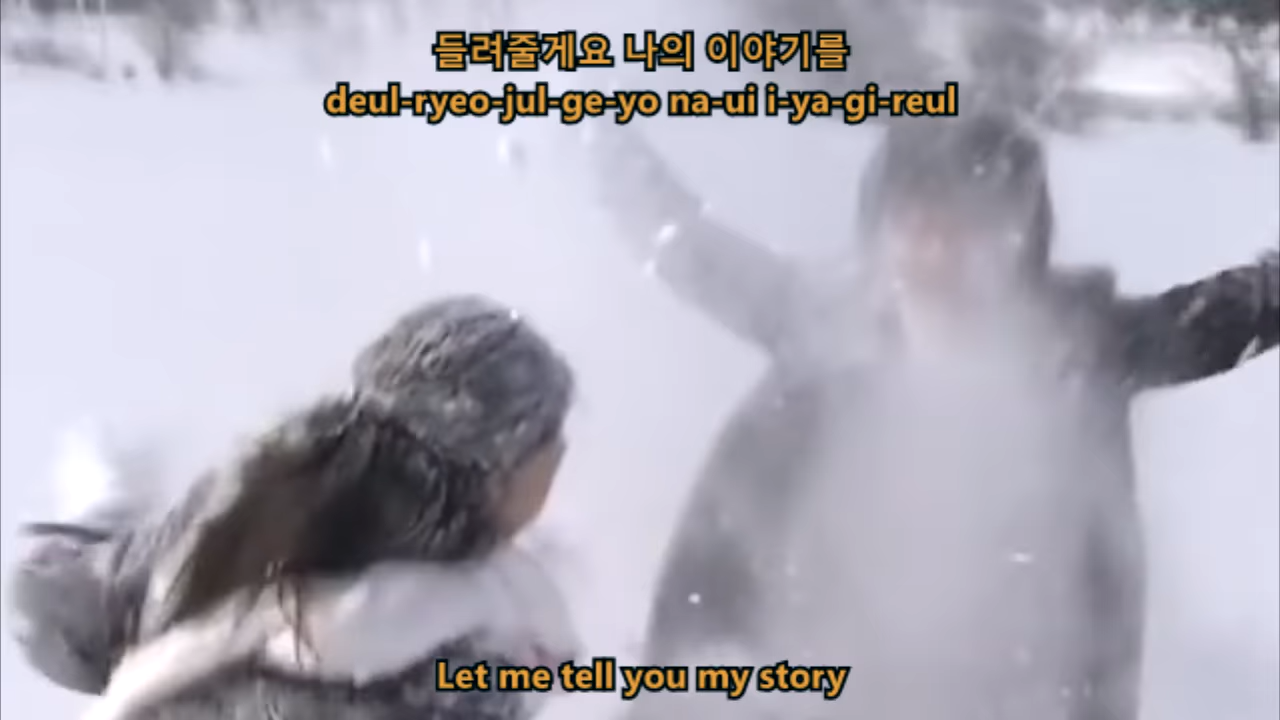 들려줄게요 나의 이야기를
deul-ryeo-jul-ge-yo na-ui i-ya-gi-reul
Let me tell you my story